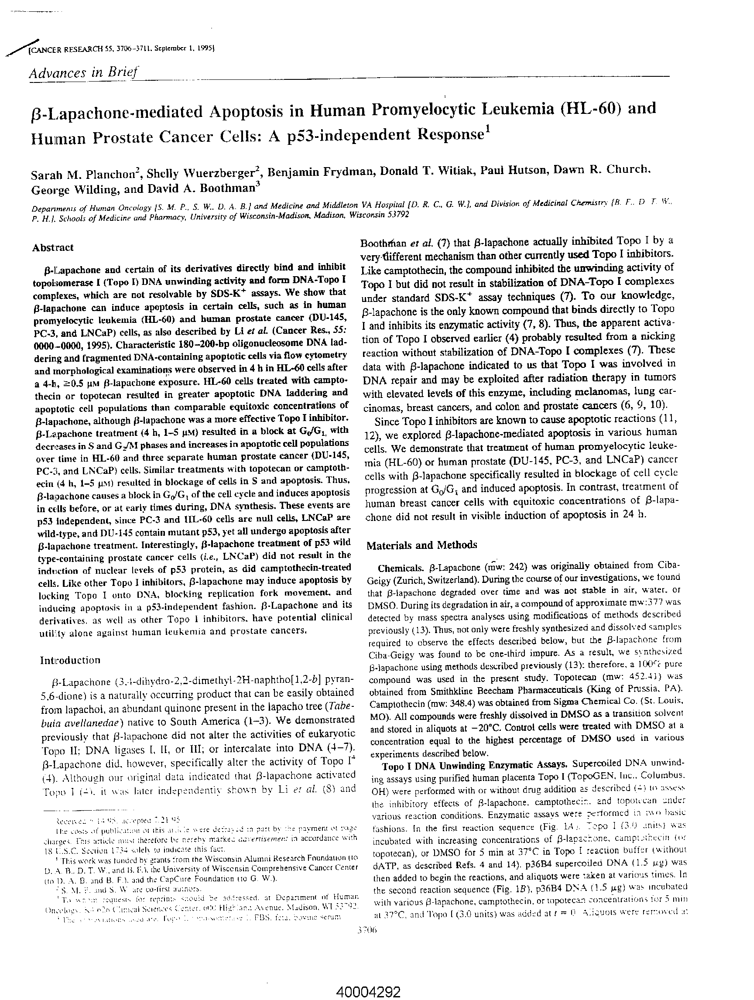 [CANCER RESEARCH 55, 3706-3711, September 1, 1995]
Advances in Brief
β-Lapachone-mediated Apoptosis in Human Promyelocytic Leukemia (HL-60) and
Human Prostate Cancer Cells: A p53-independent Response¹
Sarah M. Planchon², Shelly Wuerzberger², Benjamin Frydman, Donald T. Witiak, Paul Hutson, Dawn R. Church,
George Wilding, and David A. Boothman³
Departments of Human Oncology [S. M. P., S. W., D. A. B.] and Medicine and Middleton VA Hospital [D. R. C., G. W.], and Division of Medicinal Chemistry [B. F., D. T. W.,
P. H.], Schools of Medicine and Pharmacy, University of Wisconsin-Madison, Madison, Wisconsin 53792
Abstract
β-Lapachone and certain of its derivatives directly bind and inhibit
topoisomerase I (Topo I) DNA unwinding activity and form DNA-Topo I
complexes, which are not resolvable by SDS-K⁺ assays. We show that
β-lapachone can induce apoptosis in certain cells, such as in human
promyelocytic leukemia (HL-60) and human prostate cancer (DU-145,
PC-3, and LNCaP) cells, as also described by Li et al. (Cancer Res., 55:
0000-0000, 1995). Characteristic 180-200-bp oligonucleosome DNA lad-
dering and fragmented DNA-containing apoptotic cells via flow cytometry
and morphological examinations were observed in 4 h in HL-60 cells after
a 4-h, ≥0.5 μM β-lapachone exposure. HL-60 cells treated with campto-
thecin or topotecan resulted in greater apoptotic DNA laddering and
apoptotic cell populations than comparable equitoxic concentrations of
β-lapachone, although β-lapachone was a more effective Topo I inhibitor.
β-Lapachone treatment (4 h, 1-5 μM) resulted in a block at G₀/G₁, with
decreases in S and G₂/M phases and increases in apoptotic cell populations
over time in HL-60 and three separate human prostate cancer (DU-145,
PC-3, and LNCaP) cells. Similar treatments with topotecan or camptoth-
ecin (4 h, 1-5 μM) resulted in blockage of cells in S and apoptosis. Thus,
β-lapachone causes a block in G₀/G₁ of the cell cycle and induces apoptosis
in cells before, or at early times during, DNA synthesis. These events are
p53 independent, since PC-3 and HL-60 cells are null cells, LNCaP are
wild-type, and DU-145 contain mutant p53, yet all undergo apoptosis after
β-lapachone treatment. Interestingly, β-lapachone treatment of p53 wild
type-containing prostate cancer cells (i.e., LNCaP) did not result in the
induction of nuclear levels of p53 protein, as did camptothecin-treated
cells. Like other Topo I inhibitors, β-lapachone may induce apoptosis by
locking Topo I onto DNA, blocking replication fork movement, and
inducing apoptosis in a p53-independent fashion. β-Lapachone and its
derivatives, as well as other Topo I inhibitors, have potential clinical
utility alone against human leukemia and prostate cancers.
Introduction
β-Lapachone (3,4-dihydro-2,2-dimethyl-2H-naphtho[1,2-b] pyran-
5,6-dione) is a naturally occurring product that can be easily obtained
from lapachol, an abundant quinone present in the lapacho tree (Tabe-
buia avellanedae) native to South America (1-3). We demonstrated
previously that β-lapachone did not alter the activities of eukaryotic
Topo II; DNA ligases I, II, or III; or intercalate into DNA (4-7).
β-Lapachone did, however, specifically alter the activity of Topo I⁴
(4). Although our original data indicated that β-lapachone activated
Topo I (4), it was later independently shown by Li et al. (8) and
Received 95; accepted 7/21/95.
The costs of publication of this article were defrayed in part by the payment of page
charges. This article must therefore be hereby marked advertisement in accordance with
18 U.S.C. Section 1734 solely to indicate this fact.
¹ This work was funded by grants from the Wisconsin Alumni Research Foundation (to
D. A. B., D. T. W., and B. F.), the University of Wisconsin Comprehensive Cancer Center
(to D. A. B. and B. F.), and the CapCure Foundation (to G. W.).
² S. M. P. and S. W. are co-first authors.
³ To whom requests for reprints should be addressed, at Department of Human
Oncology, Clinical Sciences Center, 600 Highland Avenue, Madison, WI 53792.
⁴ The abbreviations used are: Topo I, topoisomerase I; FBS, fetal bovine serum.
Boothman et al. (7) that β-lapachone actually inhibited Topo I by a
very different mechanism than other currently used Topo I inhibitors.
Like camptothecin, the compound inhibited the unwinding activity of
Topo I but did not result in stabilization of DNA-Topo I complexes
under standard SDS-K⁺ assay techniques (7). To our knowledge,
β-lapachone is the only known compound that binds directly to Topo
I and inhibits its enzymatic activity (7, 8). Thus, the apparent activa-
tion of Topo I observed earlier (4) probably resulted from a nicking
reaction without stabilization of DNA-Topo I complexes (7). These
data with β-lapachone indicated to us that Topo I was involved in
DNA repair and may be exploited after radiation therapy in tumors
with elevated levels of this enzyme, including melanomas, lung car-
cinomas, breast cancers, and colon and prostate cancers (6, 9, 10).
Since Topo I inhibitors are known to cause apoptotic reactions (11,
12), we explored β-lapachone-mediated apoptosis in various human
cells. We demonstrate that treatment of human promyelocytic leuke-
mia (HL-60) or human prostate (DU-145, PC-3, and LNCaP) cancer
cells with β-lapachone specifically resulted in blockage of cell cycle
progression at G₀/G₁ and induced apoptosis. In contrast, treatment of
human breast cancer cells with equitoxic concentrations of β-lapa-
chone did not result in visible induction of apoptosis in 24 h.
Materials and Methods
Chemicals. β-Lapachone (mw: 242) was originally obtained from Ciba-
Geigy (Zurich, Switzerland). During the course of our investigations, we found
that β-lapachone degraded over time and was not stable in air, water, or
DMSO. During its degradation in air, a compound of approximate mw:377 was
detected by mass spectra analyses using modifications of methods described
previously (13). Thus, not only were freshly synthesized and dissolved samples
required to observe the effects described below, but the β-lapachone from
Ciba-Geigy was found to be one-third impure. As a result, we synthesized
β-lapachone using methods described previously (13); therefore, a 100% pure
compound was used in the present study. Topotecan (mw: 452.41) was
obtained from Smithkline Beecham Pharmaceuticals (King of Prussia, PA).
Camptothecin (mw: 348.4) was obtained from Sigma Chemical Co. (St. Louis,
MO). All compounds were freshly dissolved in DMSO as a transition solvent
and stored in aliquots at −20°C. Control cells were treated with DMSO at a
concentration equal to the highest percentage of DMSO used in various
experiments described below.
Topo I DNA Unwinding Enzymatic Assays. Supercoiled DNA unwind-
ing assays using purified human placenta Topo I (TopoGEN, Inc., Columbus,
OH) were performed with or without drug addition as described (4) to assess
the inhibitory effects of β-lapachone, camptothecin, and topotecan under
various reaction conditions. Enzymatic assays were performed in two basic
fashions. In the first reaction sequence (Fig. 1A), Topo I (3.0 units) was
incubated with increasing concentrations of β-lapachone, camptothecin (or
topotecan), or DMSO for 5 min at 37°C in Topo I reaction buffer (without
dATP, as described Refs. 4 and 14). p36B4 supercoiled DNA (1.5 μg) was
then added to begin the reactions, and aliquots were taken at various times. In
the second reaction sequence (Fig. 1B), p36B4 DNA (1.5 μg) was incubated
with various β-lapachone, camptothecin, or topotecan concentrations for 5 min
at 37°C, and Topo I (3.0 units) was added at t = 0. Aliquots were removed at
3706
40004292